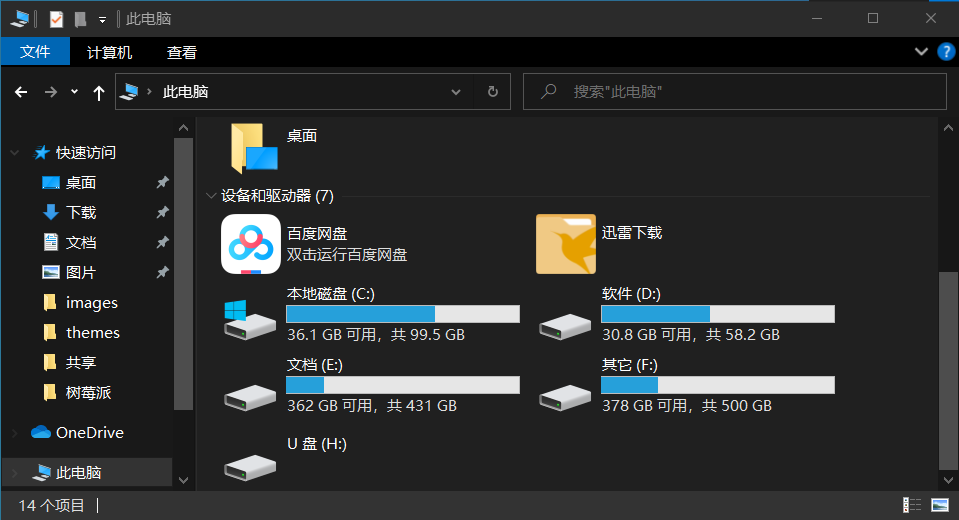 此电脑
文件
计算机
查看
此电脑
搜索"此电脑"
快速访问
桌面
下载
文档
图片
images
themes
共享
树莓派
OneDrive
此电脑
桌面
设备和驱动器 (7)
百度网盘
双击运行百度网盘
迅雷下载
本地磁盘 (C:)
36.1 GB 可用，共 99.5 GB
软件 (D:)
30.8 GB 可用，共 58.2 GB
文档 (E:)
362 GB 可用，共 431 GB
其它 (F:)
378 GB 可用，共 500 GB
U 盘 (H:)
14 个项目